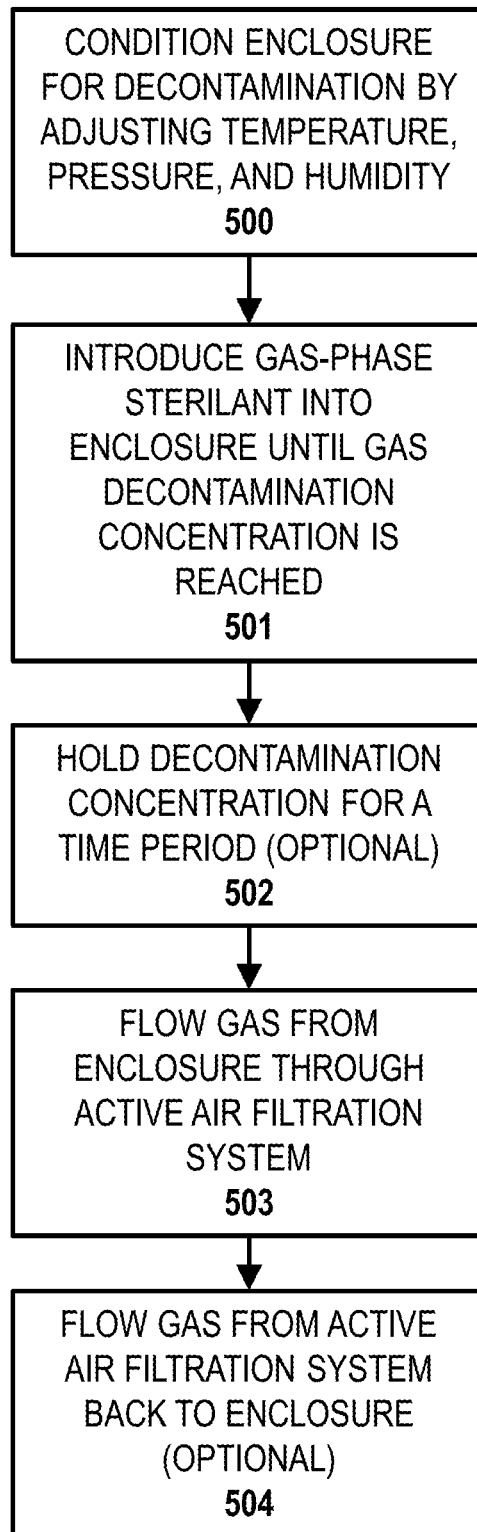 CONDITION ENCLOSURE
FOR DECONTAMINATION BY
ADJUSTING TEMPERATURE,
PRESSURE, AND HUMIDITY
500
INTRODUCE GAS-PHASE
STERILANT INTO
ENCLOSURE UNTIL GAS
DECONTAMINATION
CONCENTRATION IS
REACHED
501
HOLD DECONTAMINATION
CONCENTRATION FOR A
TIME PERIOD (OPTIONAL)
502
FLOW GAS FROM
ENCLOSURE THROUGH
ACTIVE AIR FILTRATION
SYSTEM
503
FLOW GAS FROM ACTIVE
AIR FILTRATION SYSTEM
BACK TO ENCLOSURE
(OPTIONAL)
504